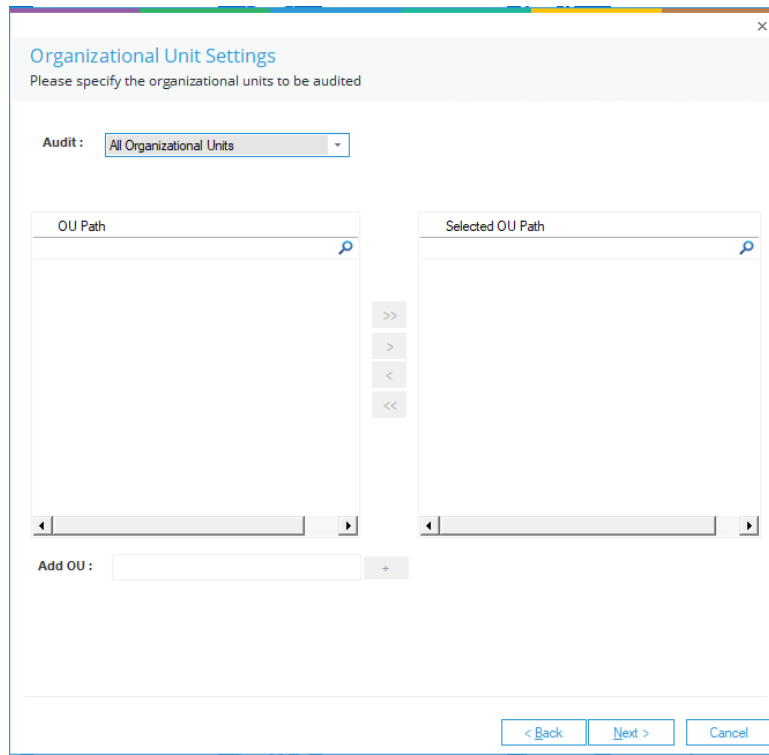 ×
Organizational Unit Settings
Please specify the organizational units to be audited
Audit : All Organizational Units
OU Path Selected OU Path
>>
>
<
<<
Add OU : +
< Back Next > Cancel